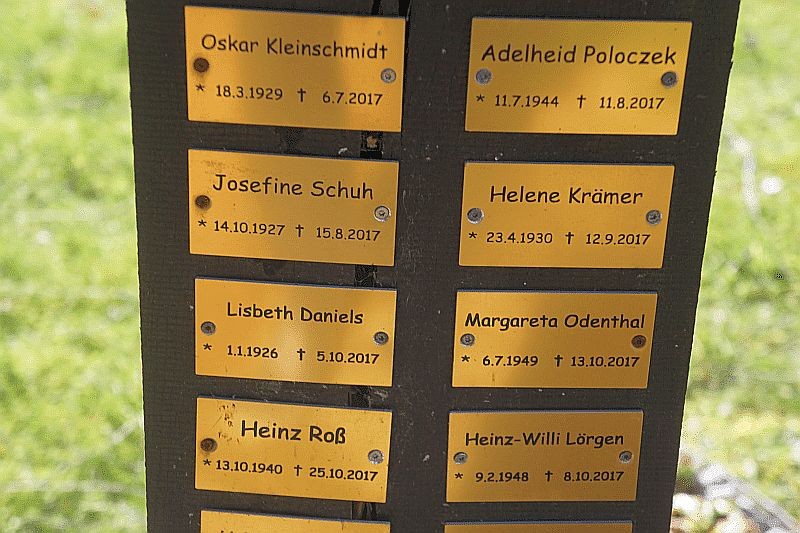 Oskar Kleinschmidt
* 18.3.1929 † 6.7.2017
Adelheid Poloczek
* 11.7.1944 † 11.8.2017
Josefine Schuh
* 14.10.1927 † 15.8.2017
Helene Krämer
* 23.4.1930 † 12.9.2017
Lisbeth Daniels
* 1.1.1926 † 5.10.2017
Margareta Odenthal
* 6.7.1949 † 13.10.2017
Heinz Roß
* 13.10.1940 † 25.10.2017
Heinz-Willi Lörgen
* 9.2.1948 † 8.10.2017